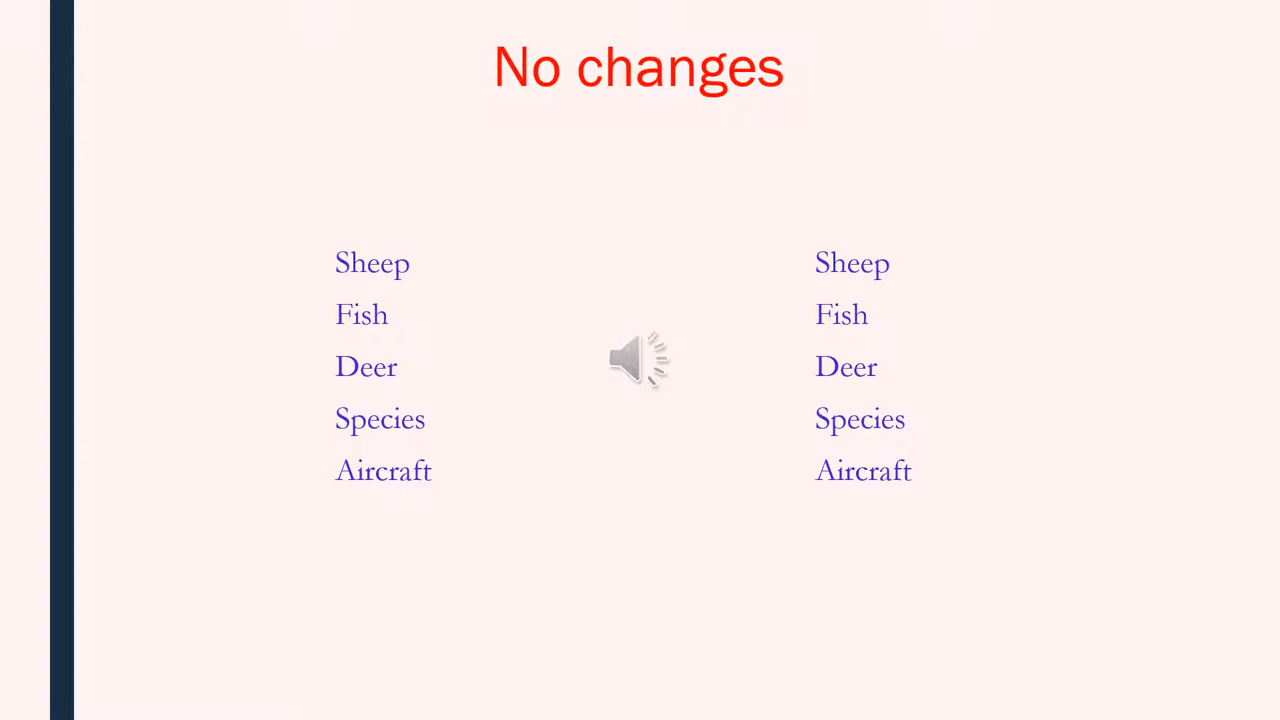 No changes
Sheep
Fish
Deer
Species
Aircraft
Sheep
Fish
Deer
Species
Aircraft